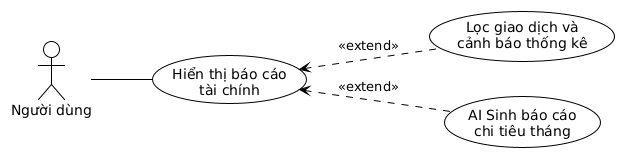 Lọc giao dịch và
cảnh báo thống kê
«extend»
Hiển thị báo cáo
tài chính
«extend»
Người dùng
AI Sinh báo cáo
chi tiêu tháng